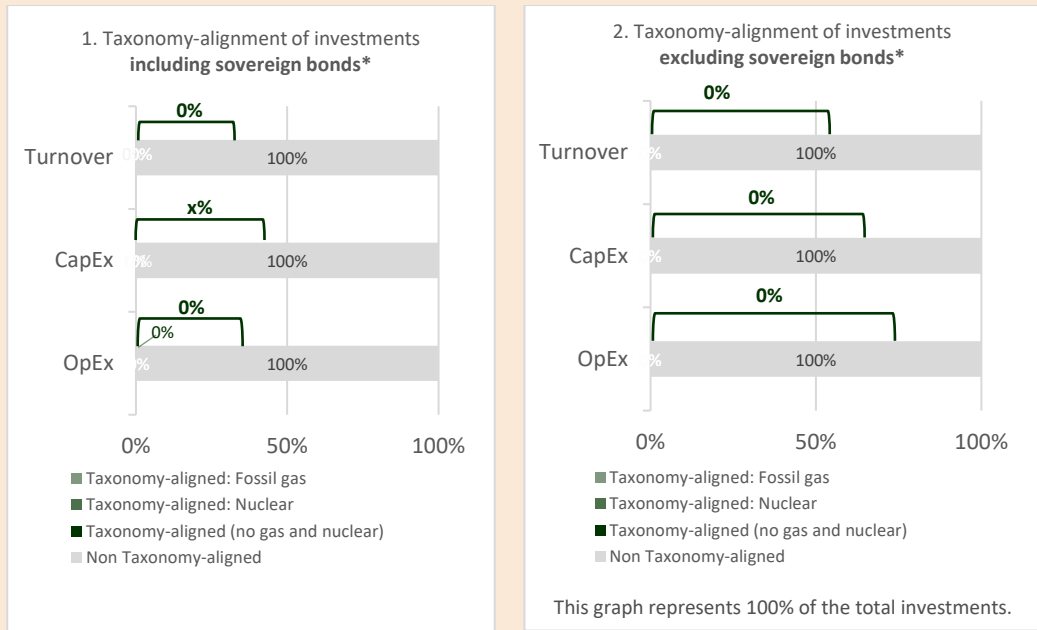 1. Taxonomy-alignment of investments
including sovereign bonds*
0%
Turnover
100%
x%
CapEx
100%
0%
0%
OpEx
100%
0% 50% 100%
Taxonomy-aligned: Fossil gas
Taxonomy-aligned: Nuclear
Taxonomy-aligned (no gas and nuclear)
Non Taxonomy-aligned
2. Taxonomy-alignment of investments
excluding sovereign bonds*
0%
Turnover
100%
0%
CapEx
100%
0%
OpEx
100%
0% 50% 100%
Taxonomy-aligned: Fossil gas
Taxonomy-aligned: Nuclear
Taxonomy-aligned (no gas and nuclear)
Non Taxonomy-aligned
This graph represents 100% of the total investments.